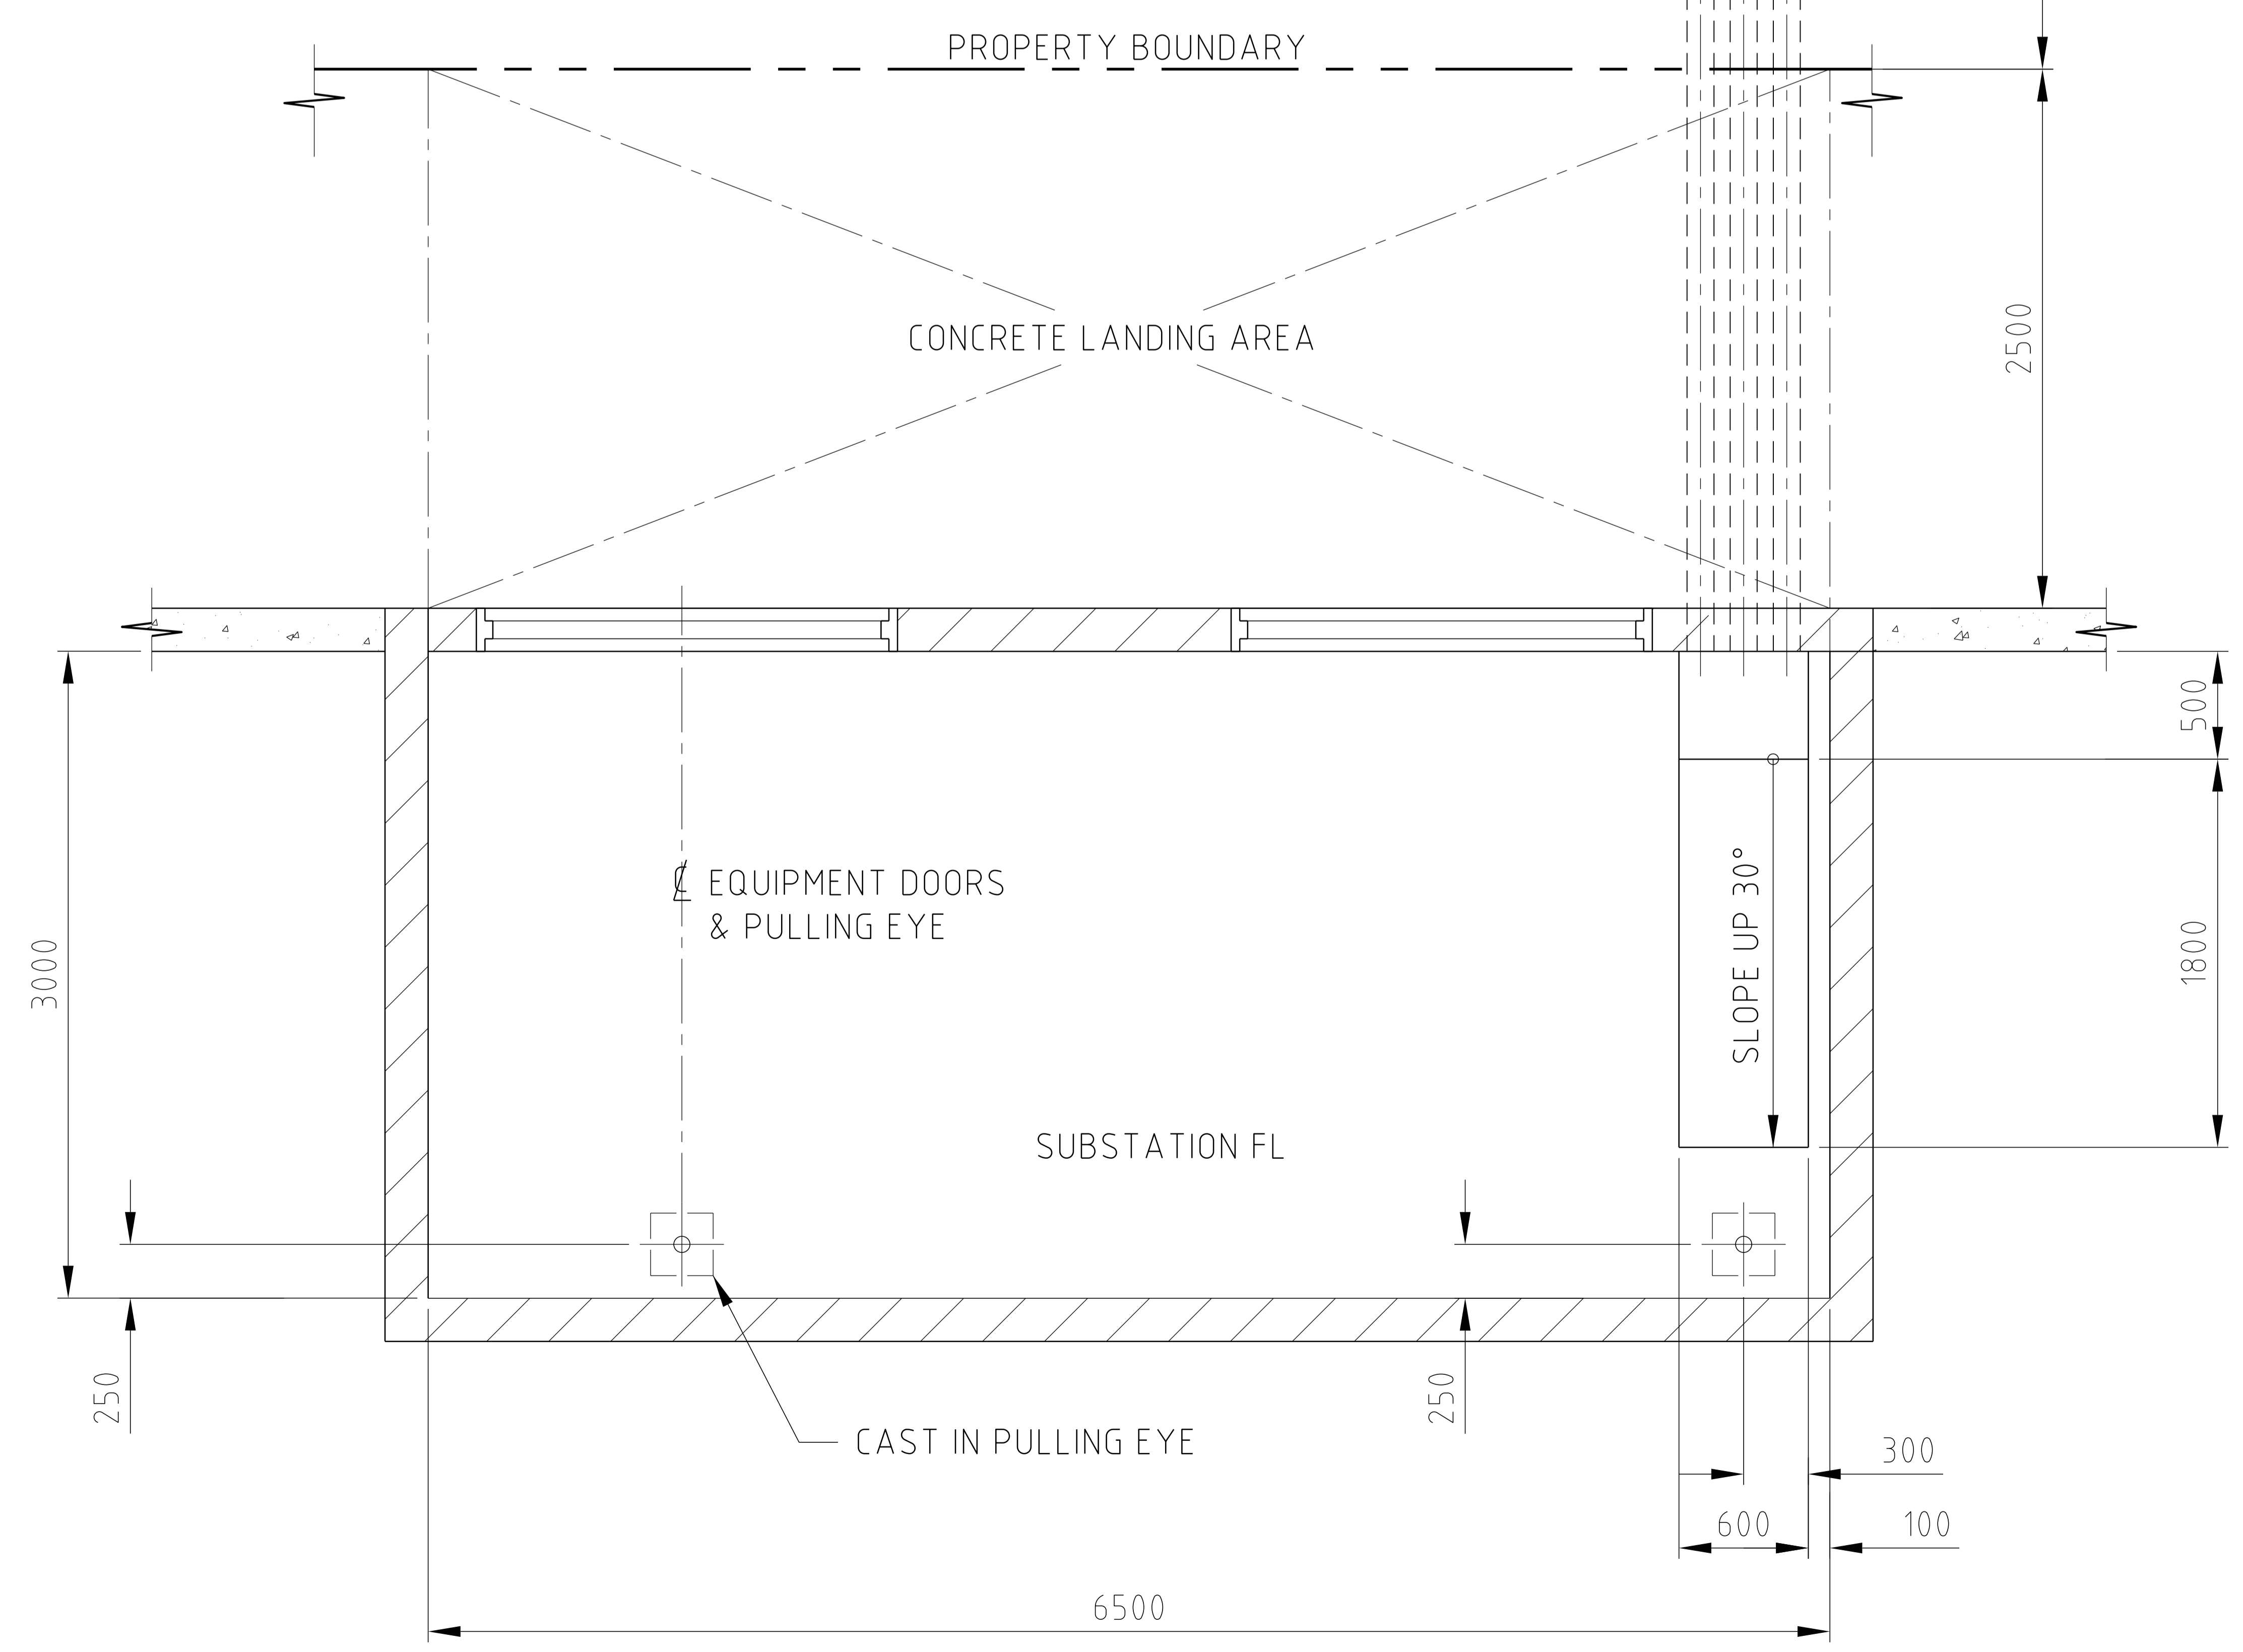 PROPERTY BOUNDARY
2500
CONCRETE LANDING AREA
500
℄ EQUIPMENT DOORS
& PULLING EYE
SLOPE UP 30°
1800
3000
SUBSTATION FL
250
250
CAST IN PULLING EYE
300
600
100
6500